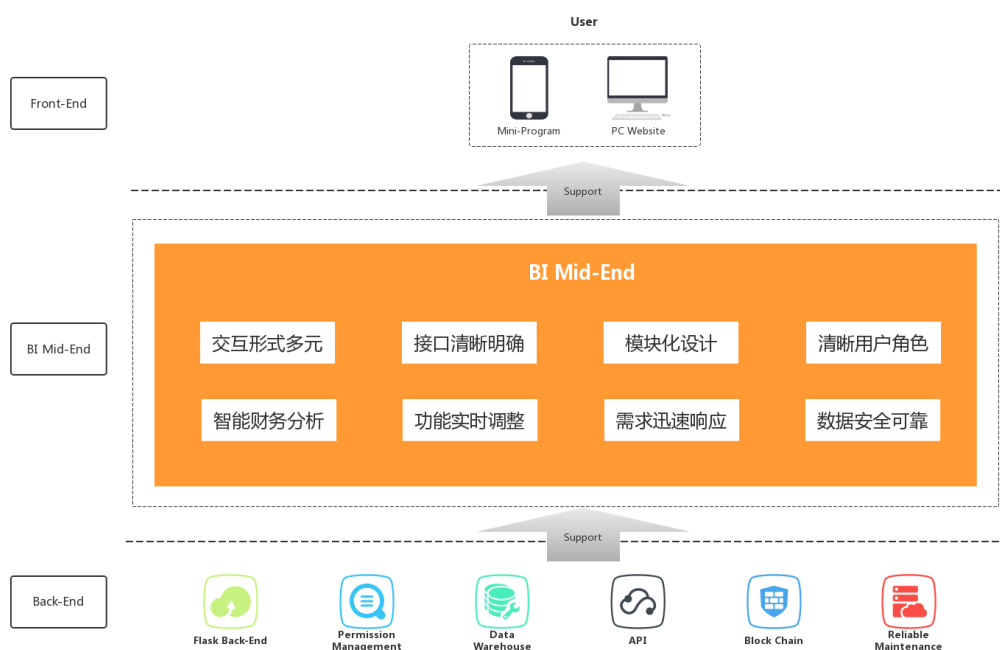 User
Front-End
Mini-Program
PC Website
Support
BI Mid-End
BI Mid-End
交互形式多元
接口清晰明确
模块化设计
清晰用户角色
智能财务分析
功能实时调整
需求迅速响应
数据安全可靠
Support
Back-End
Flask Back-End
Permission
Management
Data
Warehouse
API
Block Chain
Reliable
Maintenance